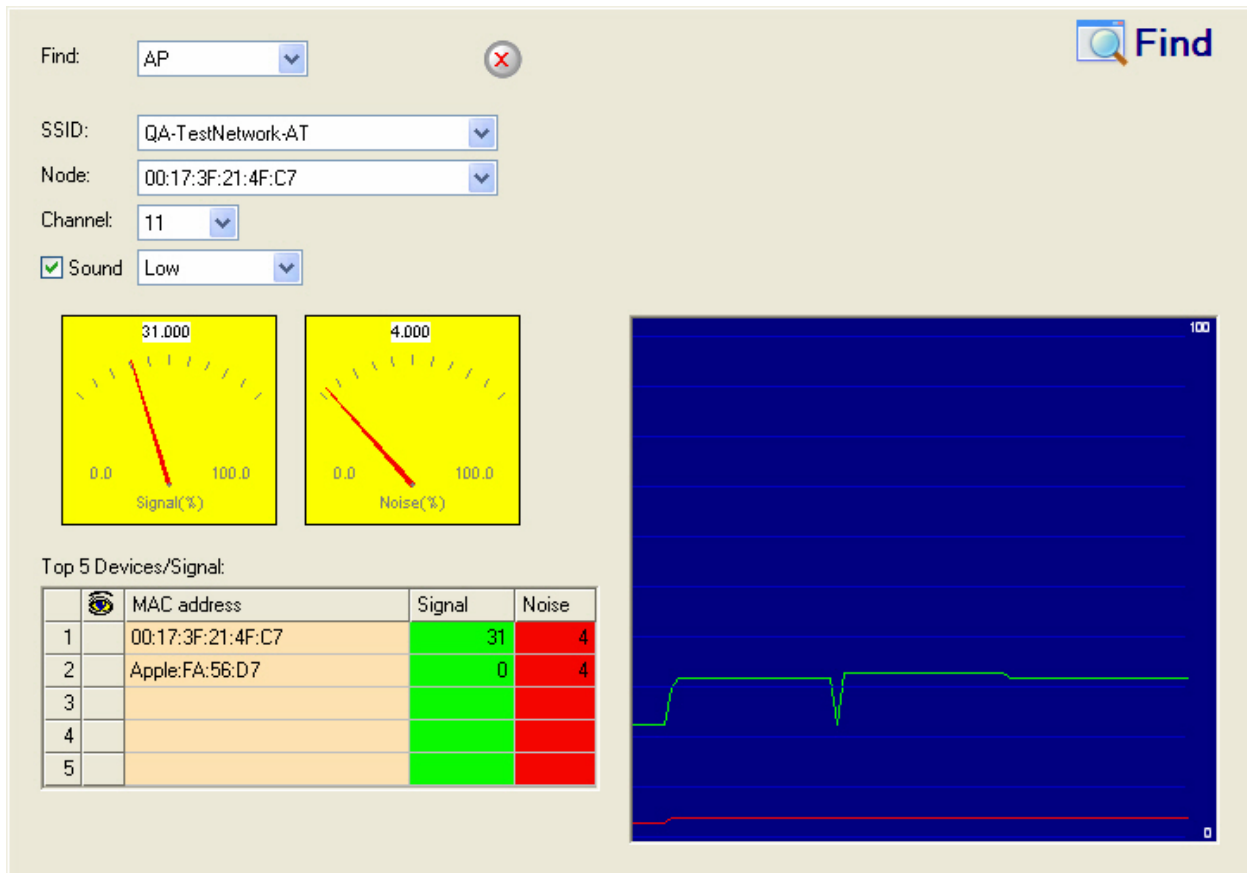 Find: AP Find
SSID: QA-TestNetwork-AT
Node: 00:17:3F:21:4F:C7
Channel: 11
Sound Low
31.000 4.000 100
0.0 100.0 0.0 100.0
Signal(%) Noise(%)
Top 5 Devices/Signal:
MAC address Signal Noise
1 00:17:3F:21:4F:C7 31 4
2 Apple:FA:56:D7 0 4
3
4
5
0